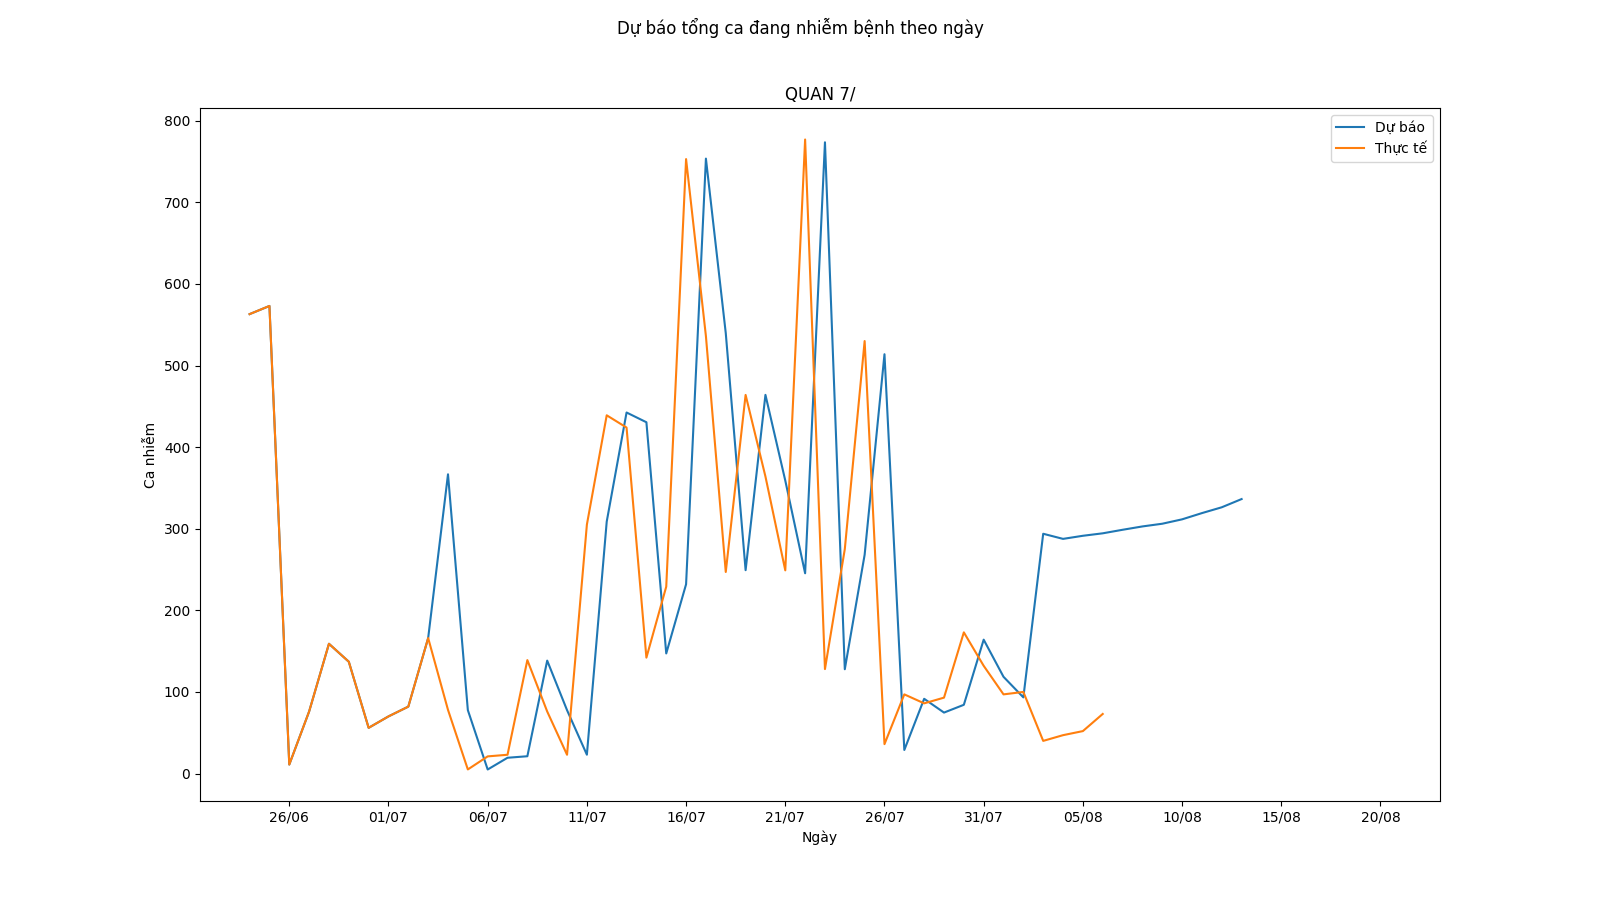 Dự báo tổng ca đang nhiễm bệnh theo ngày
QUAN 7/
Dự báo
Thực tế
800
700
600
500
400
300
200
100
0
Ca nhiễm
26/06 01/07 06/07 11/07 16/07 21/07 26/07 31/07 05/08 10/08 15/08 20/08
Ngày